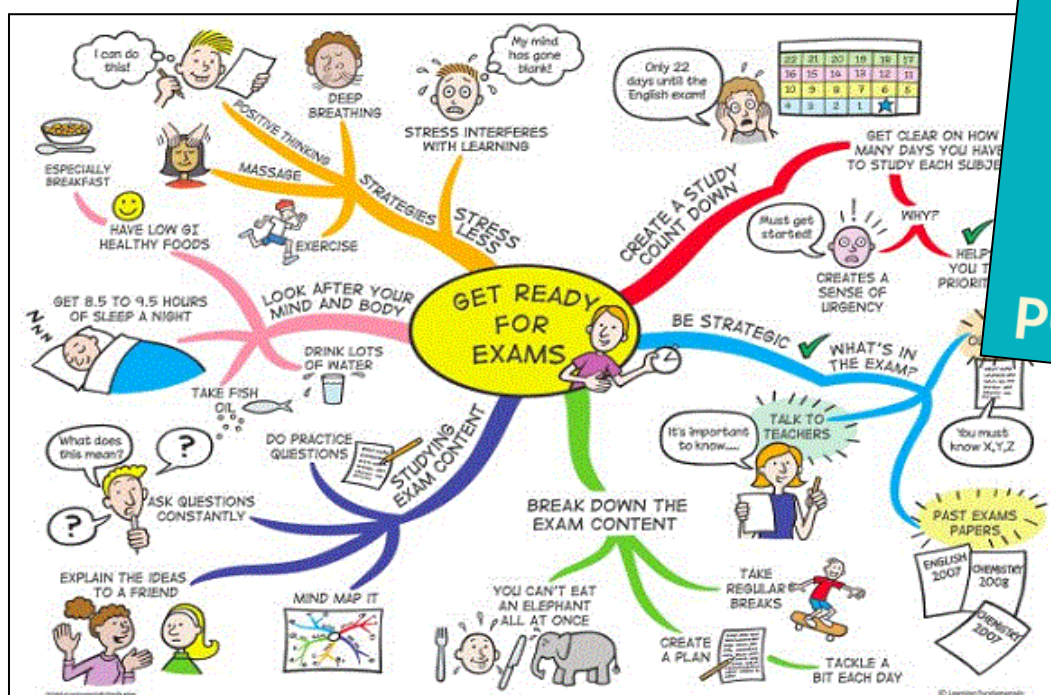 I can do
this!
DEEP
BREATHING
My mind
has gone
blank!
STRESS INTERFERES
WITH LEARNING
POSITIVE THINKING
MASSAGE
EXERCISE
STRATEGIES
STRESS
LESS
ESPECIALLY
BREAKFAST
HAVE LOW GI
HEALTHY FOODS
GET 8.5 TO 9.5 HOURS
OF SLEEP A NIGHT
ZZZ
LOOK AFTER YOUR
MIND AND BODY
DRINK LOTS
OF WATER
TAKE FISH
OIL
GET READY
FOR
EXAMS
Only 22
days until the
English exam!
22 21 20 19 18 17
16 15 14 13 12 11
10 9 8 7 6 5
4 3 2 1
CREATE A STUDY
COUNT DOWN
GET CLEAR ON HOW
MANY DAYS YOU HAVE
TO STUDY EACH
WHY?
Must get
started!
CREATES A
SENSE OF
URGENCY
YOU
BE STRATEGIC
WHAT'S IN
THE EXAM?
TALK TO
TEACHERS
It's important
to know....
You must
know X,Y,Z
PAST EXAMS
PAPERS
ENGLISH
2007
CHEMISTRY
2008
CHEMISTRY
2007
BREAK DOWN THE
EXAM CONTENT
TAKE
REGULAR
BREAKS
YOU CAN'T EAT
AN ELEPHANT
ALL AT ONCE
CREATE
A PLAN
TACKLE A
BIT EACH DAY
STUDYING
EXAM CONTENT
DO PRACTICE
QUESTIONS
What does
this mean?
?
ASK QUESTIONS
CONSTANTLY
?
EXPLAIN THE IDEAS
TO A FRIEND
MIND MAP IT
© Learning Fundamentals